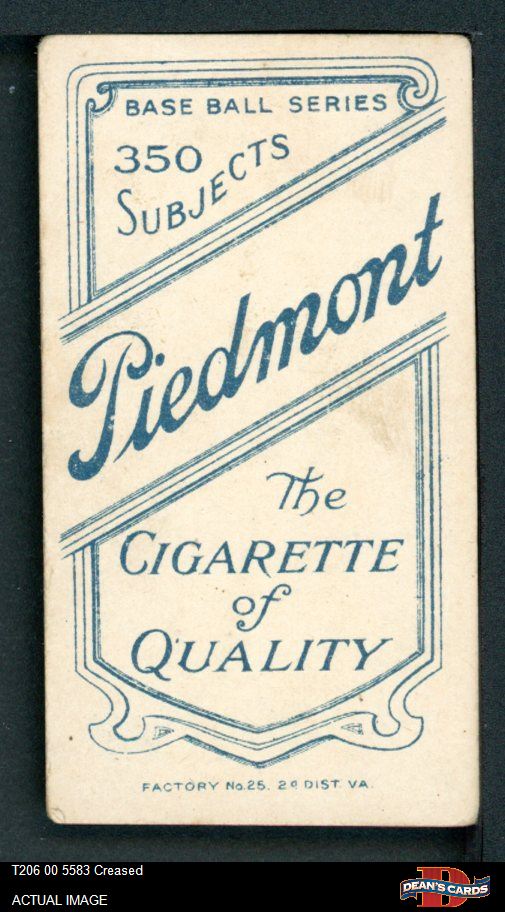 BASE BALL SERIES
350
SUBJECTS
Piedmont
The
CIGARETTE
of
QUALITY
FACTORY No. 25. 2D DIST. VA.
T206 00 5583 Creased
ACTUAL IMAGE
D
DEAN'S CARDS